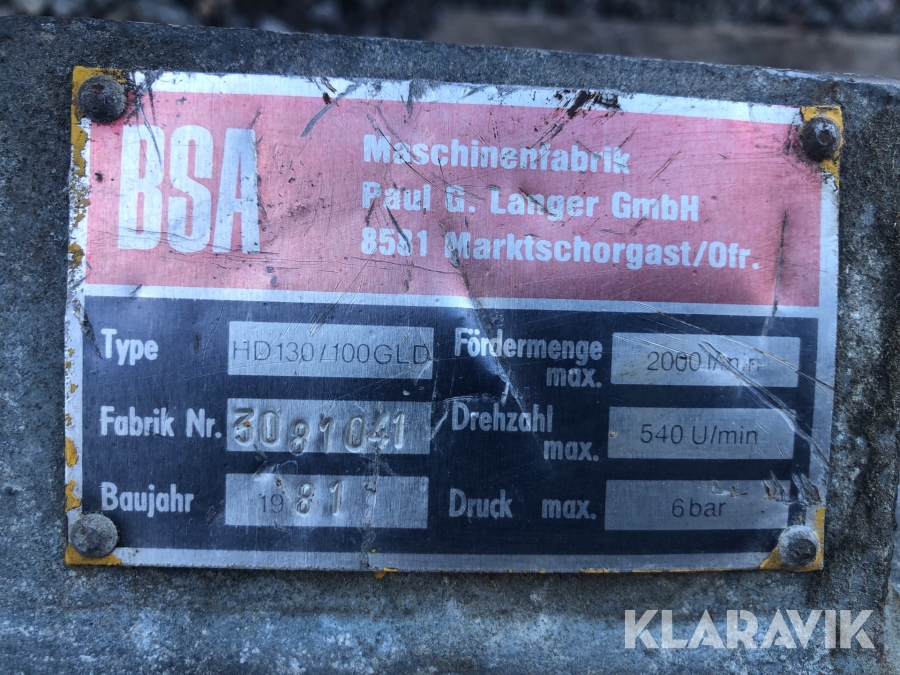 BSA
Maschinenfabrik
Paul G. Langer GmbH
8581 Marktschorgast/Ofr.
Type HD130/100GLD
Fördermenge max. 2000 l/min
Fabrik Nr. 3081041
Drehzahl max. 540 U/min
Baujahr 1981
Druck max. 6 bar
KLARAVIK